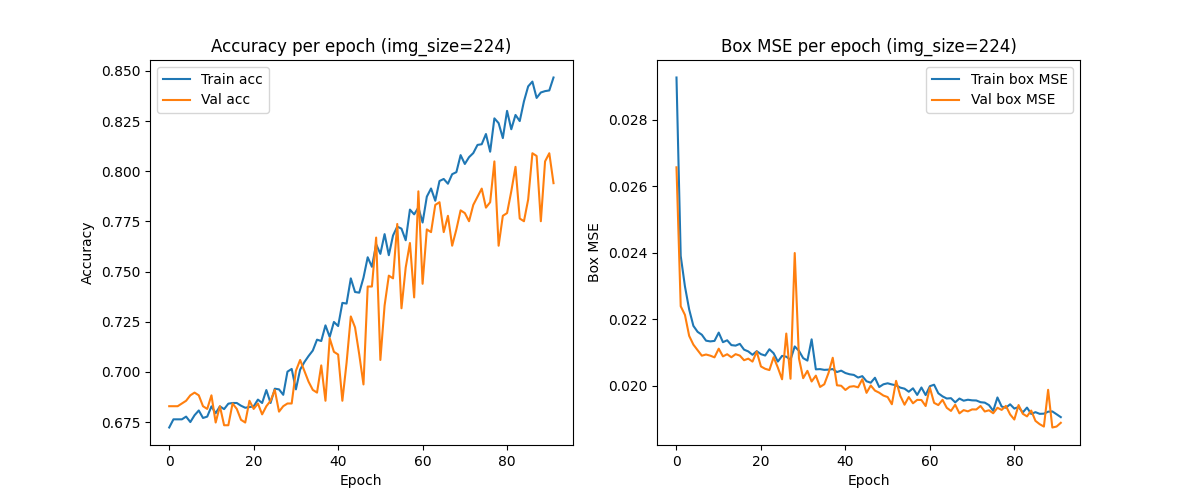 Accuracy per epoch (img_size=224)
Train acc
Val acc
0.850
0.825
0.800
0.775
0.750
0.725
0.700
0.675
Accuracy
0
20
40
60
80
Epoch
Box MSE per epoch (img_size=224)
Train box MSE
Val box MSE
0.028
0.026
0.024
0.022
0.020
Box MSE
0
20
40
60
80
Epoch